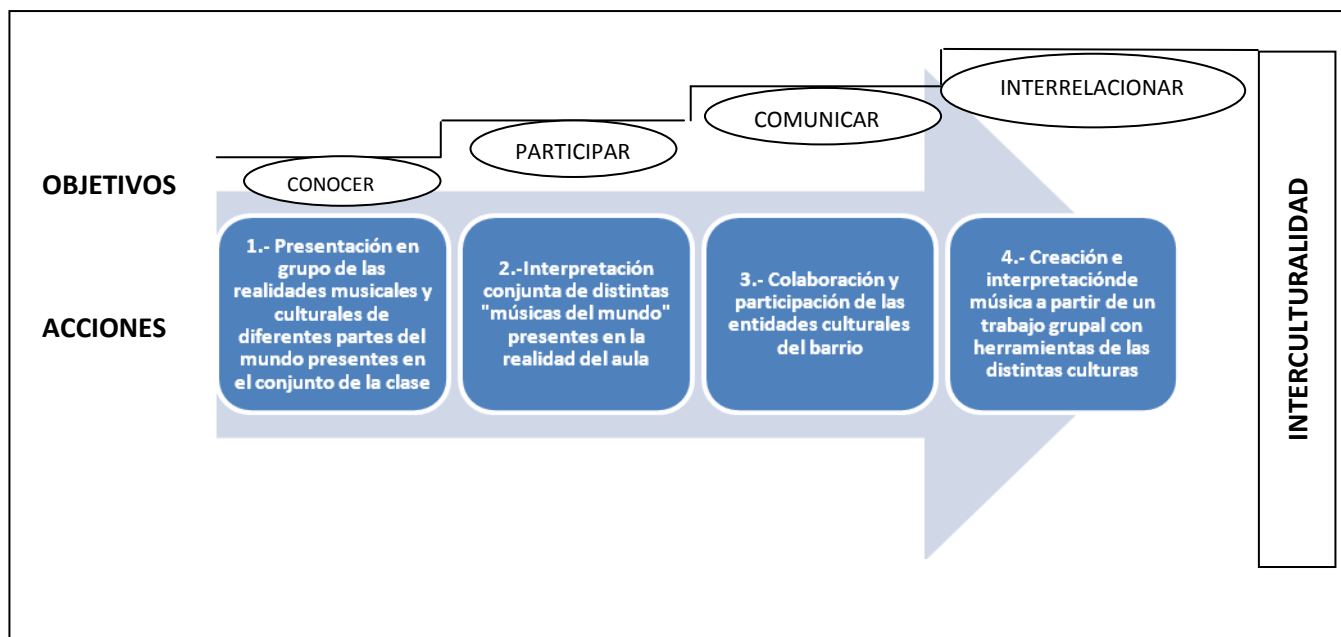 OBJETIVOS
CONOCER
PARTICIPAR
COMUNICAR
INTERRELACIONAR
ACCIONES
1.- Presentación en
grupo de las
realidades musicales y
culturales de
diferentes partes del
mundo presentes en
el conjunto de la clase
2.-Interpretación
conjunta de distintas
"músicas del mundo"
presentes en la
realidad del aula
3.- Colaboración y
participación de las
entidades culturales
del barrio
4.- Creación e
interpretaciónde
música a partir de un
trabajo grupal con
herramientas de las
distintas culturas
INTERCULTURALIDAD